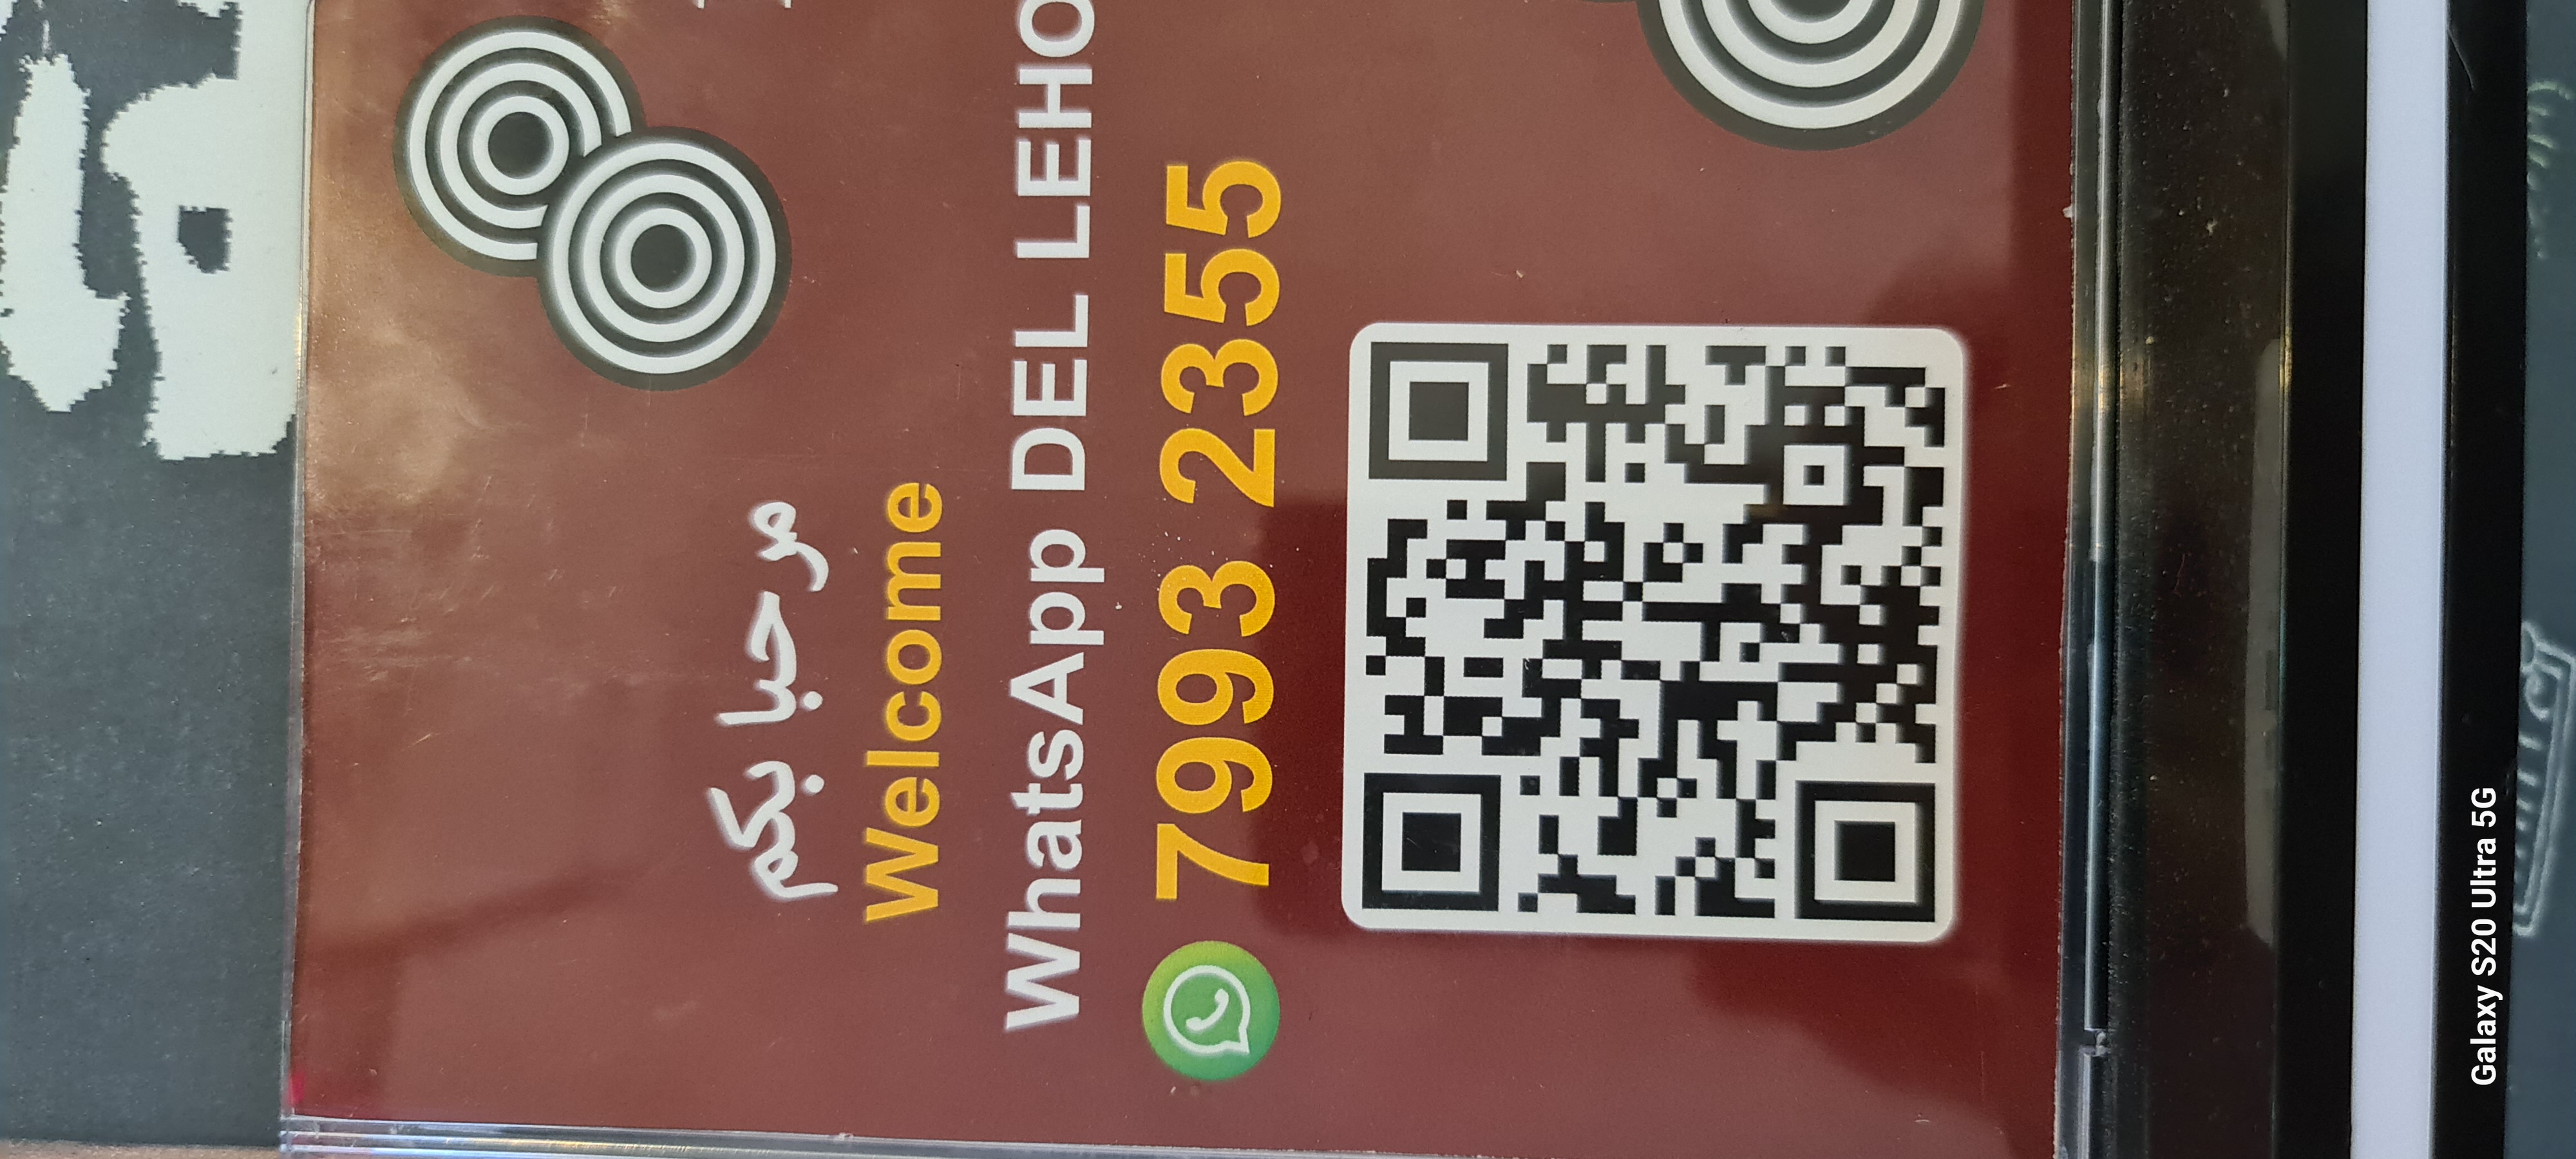 مرحبا بكم
Welcome
WhatsApp DEL LEHO
7993 2355
Galaxy S20 Ultra 5G